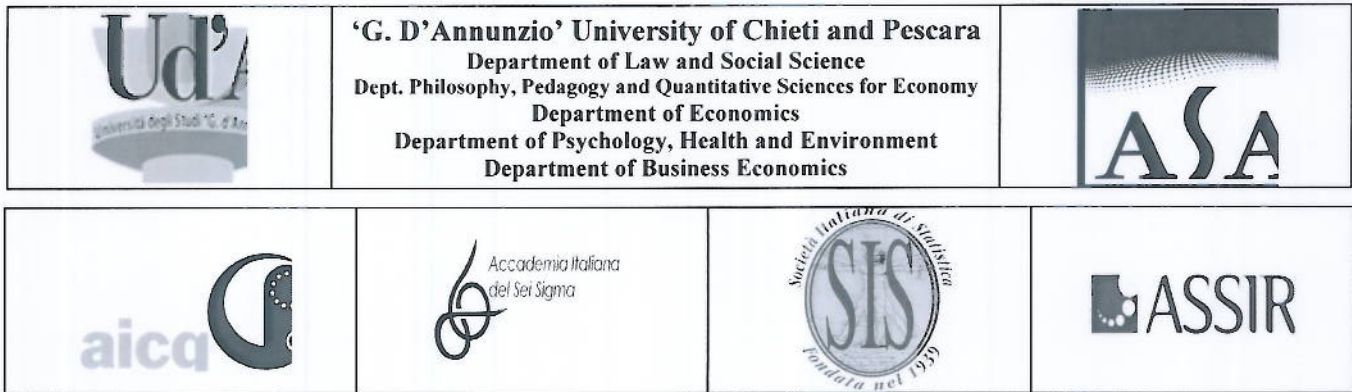 Ud'A
Università degli Studi "G. d'Ann
'G. D'Annunzio' University of Chieti and Pescara
Department of Law and Social Science
Dept. Philosophy, Pedagogy and Quantitative Sciences for Economy
Department of Economics
Department of Psychology, Health and Environment
Department of Business Economics
ASA
aicq
Accademia Italiana
del Sei Sigma
Società Italiana di Statistica
SIS
Fondata nel 1939
ASSIR